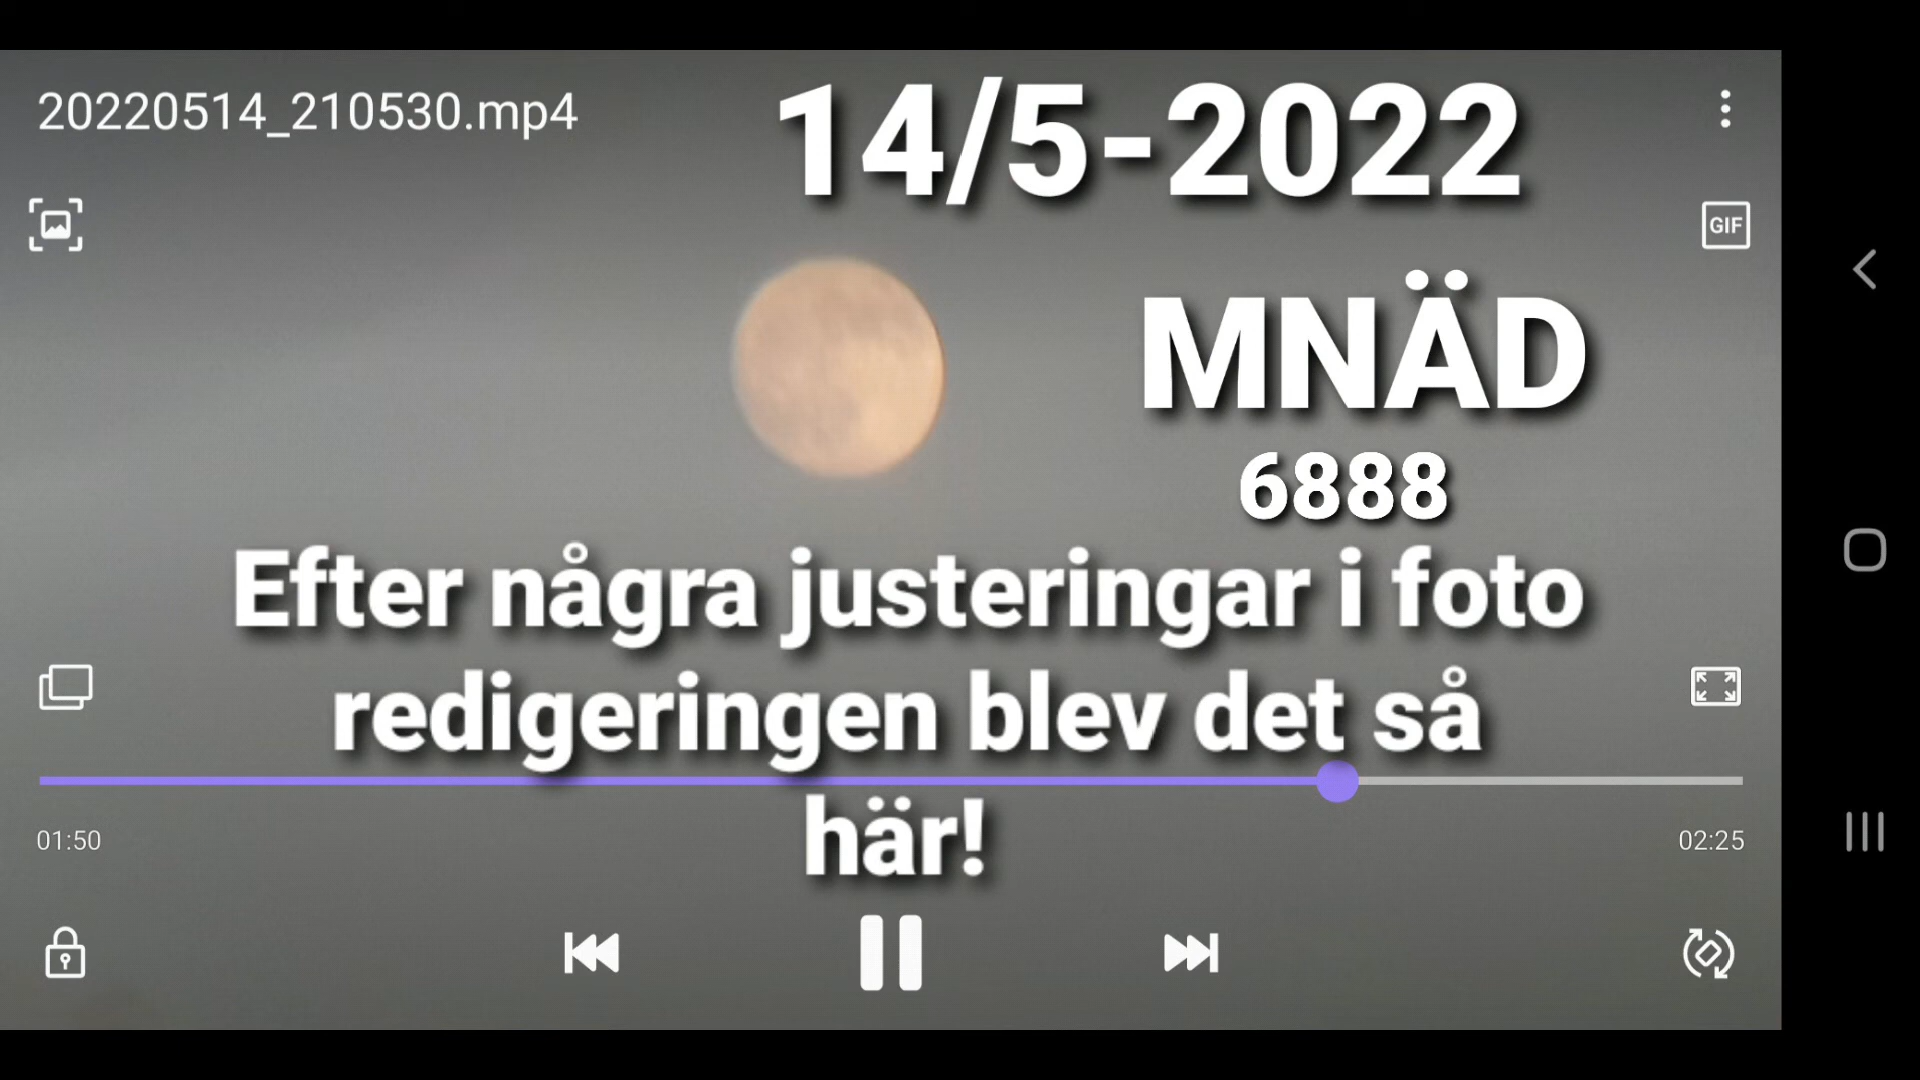 20220514_210530.mp4
14/5-2022
GIF
MNÄD
6888
Efter några justeringar i foto
redigeringen blev det så
här!
01:50
02:25